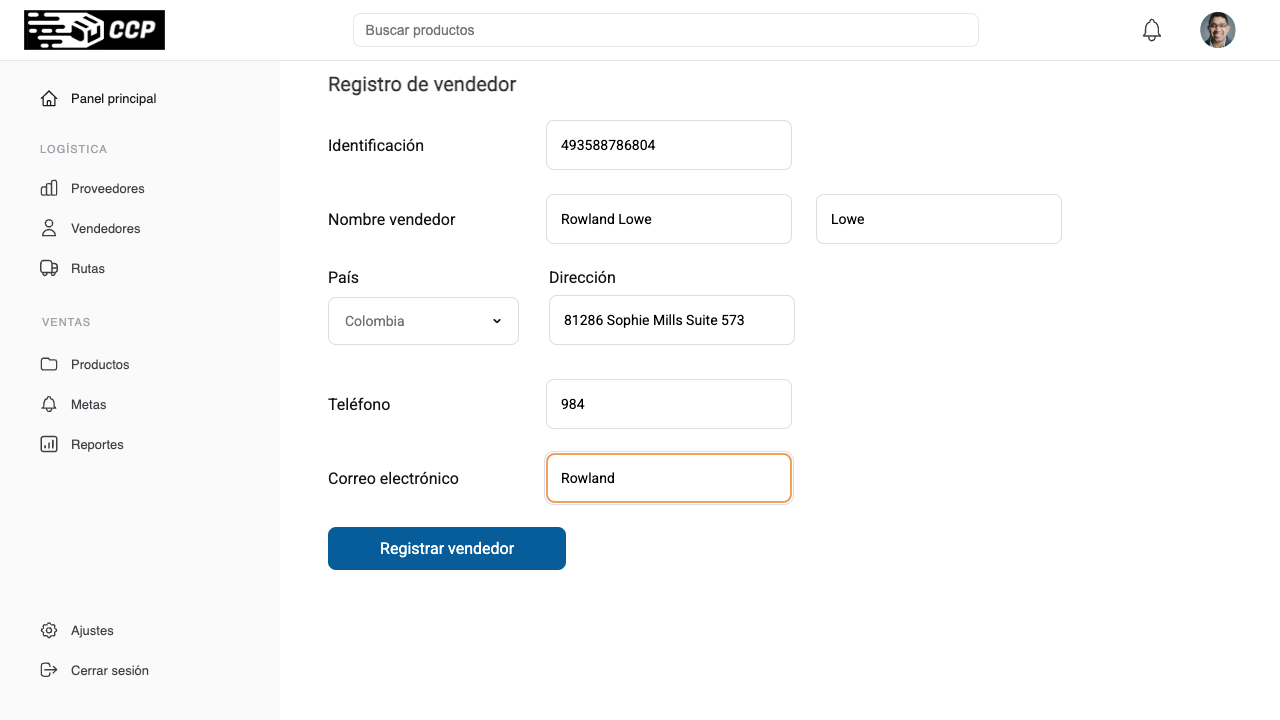 CCP
Buscar productos
Panel principal
LOGÍSTICA
Proveedores
Vendedores
Rutas
VENTAS
Productos
Metas
Reportes
Ajustes
Cerrar sesión
Registro de vendedor
Identificación
493588786804
Nombre vendedor
Rowland Lowe
Lowe
País
Dirección
Colombia
81286 Sophie Mills Suite 573
Teléfono
984
Correo electrónico
Rowland
Registrar vendedor